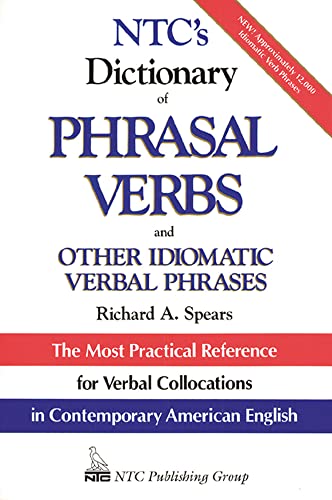 NTC's
Dictionary
of
PHRASAL
VERBS
and
OTHER IDIOMATIC
VERBAL PHRASES
Richard A. Spears
NEW! Approximately 12,000
Idiomatic Verb Phrases
The Most Practical Reference
for Verbal Collocations
in Contemporary American English
NTC
NTC Publishing Group